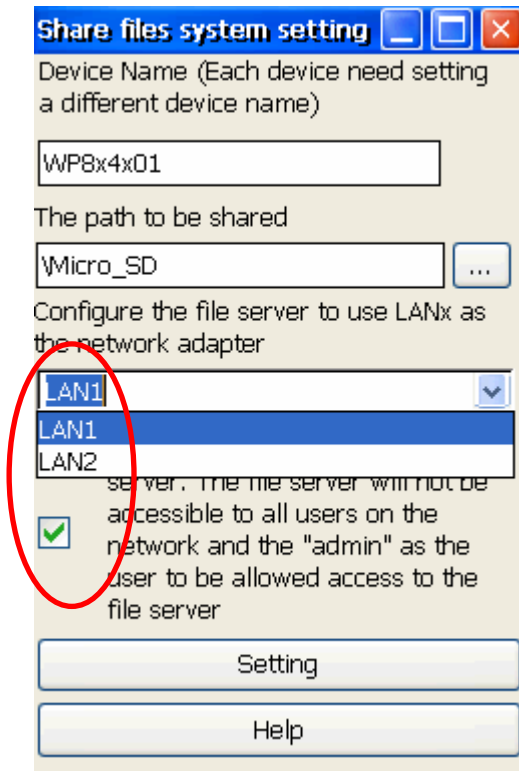 Share files system setting
Device Name (Each device need setting
a different device name)
WP8x4x01
The path to be shared
\Micro_SD
...
Configure the file server to use LANx as
the network adapter
LAN1
LAN1
LAN2
server. The file server will not be
accessible to all users on the
network and the "admin" as the
user to be allowed access to the
file server
Setting
Help